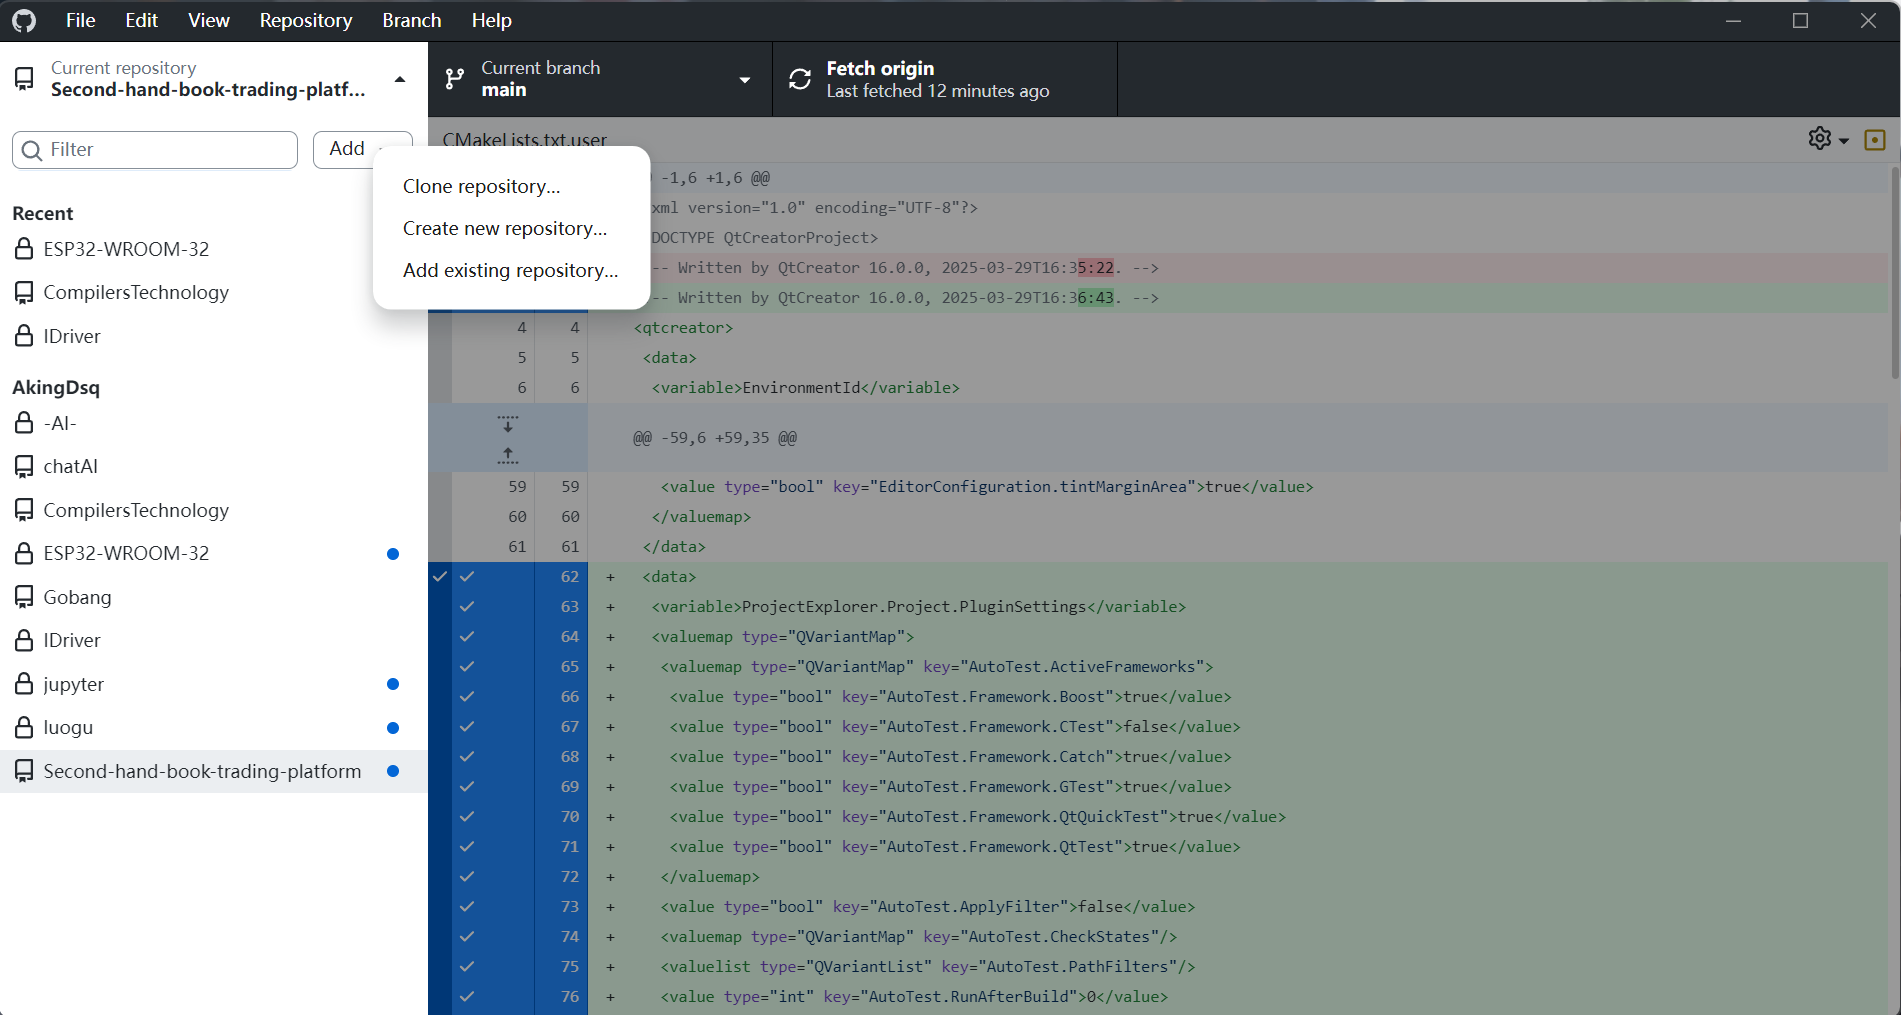 File Edit View Repository Branch Help
Current repository
Second-hand-book-trading-platf...
Current branch
main
Fetch origin
Last fetched 12 minutes ago
Filter
Add
Clone repository...
Create new repository...
Add existing repository...
Recent
ESP32-WROOM-32
CompilersTechnology
IDriver
AkingDsq
-AI-
chatAI
CompilersTechnology
ESP32-WROOM-32
Gobang
IDriver
jupyter
luogu
Second-hand-book-trading-platform
CMakeLists.txt.user
-1,6 +1,6 @@
xml version="1.0" encoding="UTF-8"?>
DOCTYPE QtCreatorProject>
-- Written by QtCreator 16.0.0, 2025-03-29T16:35:22. -->
-- Written by QtCreator 16.0.0, 2025-03-29T16:36:43. -->
4 4 <qtcreator>
5 5 <data>
6 6 <variable>EnvironmentId</variable>
@@ -59,6 +59,35 @@
59 59 <value type="bool" key="EditorConfiguration.tintMarginArea">true</value>
60 60 </valuemap>
61 61 </data>
62 + <data>
63 + <variable>ProjectExplorer.Project.PluginSettings</variable>
64 + <valuemap type="QVariantMap">
65 + <valuemap type="QVariantMap" key="AutoTest.ActiveFrameworks">
66 + <value type="bool" key="AutoTest.Framework.Boost">true</value>
67 + <value type="bool" key="AutoTest.Framework.CTest">false</value>
68 + <value type="bool" key="AutoTest.Framework.Catch">true</value>
69 + <value type="bool" key="AutoTest.Framework.GTest">true</value>
70 + <value type="bool" key="AutoTest.Framework.QtQuickTest">true</value>
71 + <value type="bool" key="AutoTest.Framework.QtTest">true</value>
72 + </valuemap>
73 + <value type="bool" key="AutoTest.ApplyFilter">false</value>
74 + <valuemap type="QVariantMap" key="AutoTest.CheckStates"/>
75 + <valuelist type="QVariantList" key="AutoTest.PathFilters"/>
76 + <value type="int" key="AutoTest.RunAfterBuild">0</value>